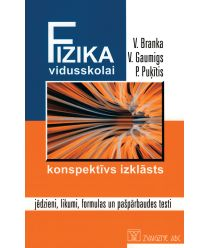 FIZIKA
vidusskolai
V. Branka
V. Gaumigs
P. Puķītis
konspektīvs izklāsts
jēdzieni, likumi, formulas un pašpārbaudes testi
ZVAIGZNE ABC